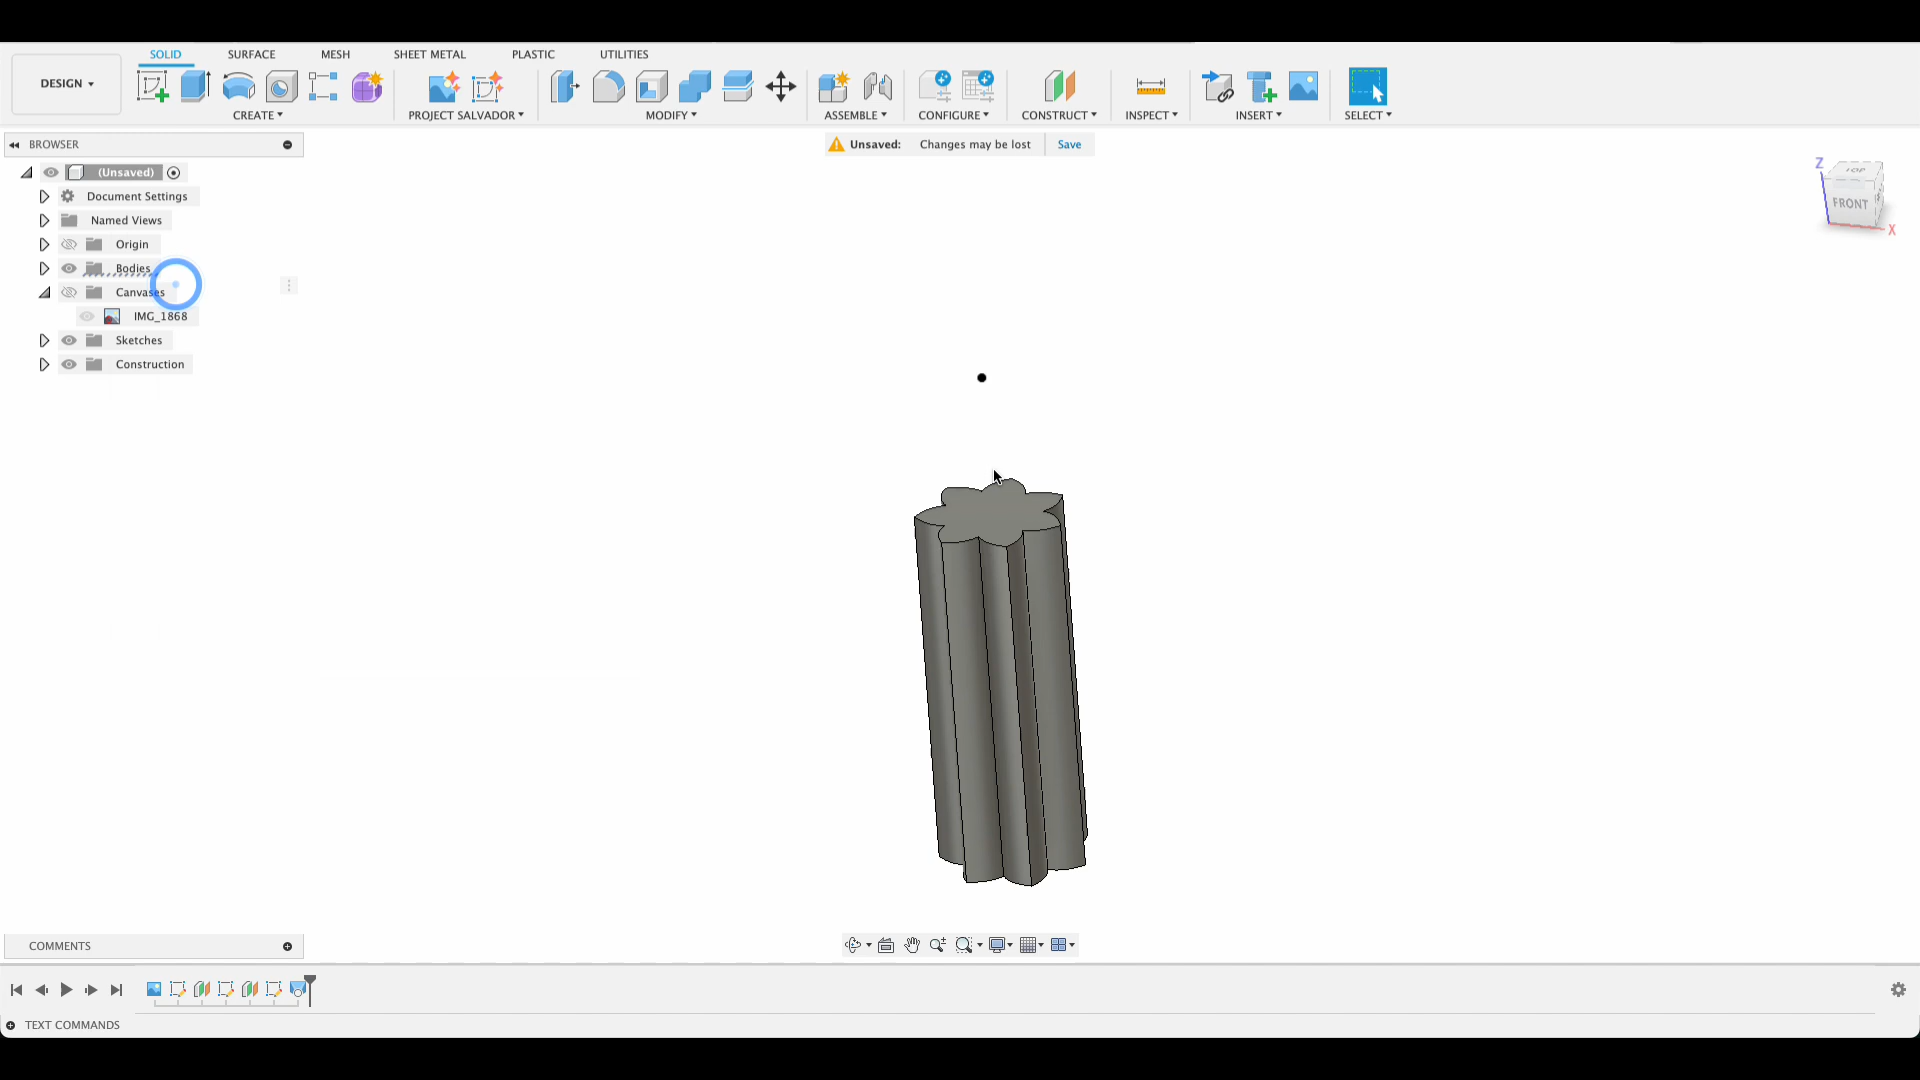 SOLID SURFACE MESH SHEET METAL PLASTIC UTILITIES
DESIGN
CREATE PROJECT SALVADOR MODIFY ASSEMBLE CONFIGURE CONSTRUCT INSPECT INSERT SELECT
BROWSER
Unsaved: Changes may be lost Save
(Unsaved)
Document Settings
Named Views
Origin
Bodies
Canvases
IMG_1868
Sketches
Construction
Z
TOP
FRONT
X
COMMENTS
TEXT COMMANDS